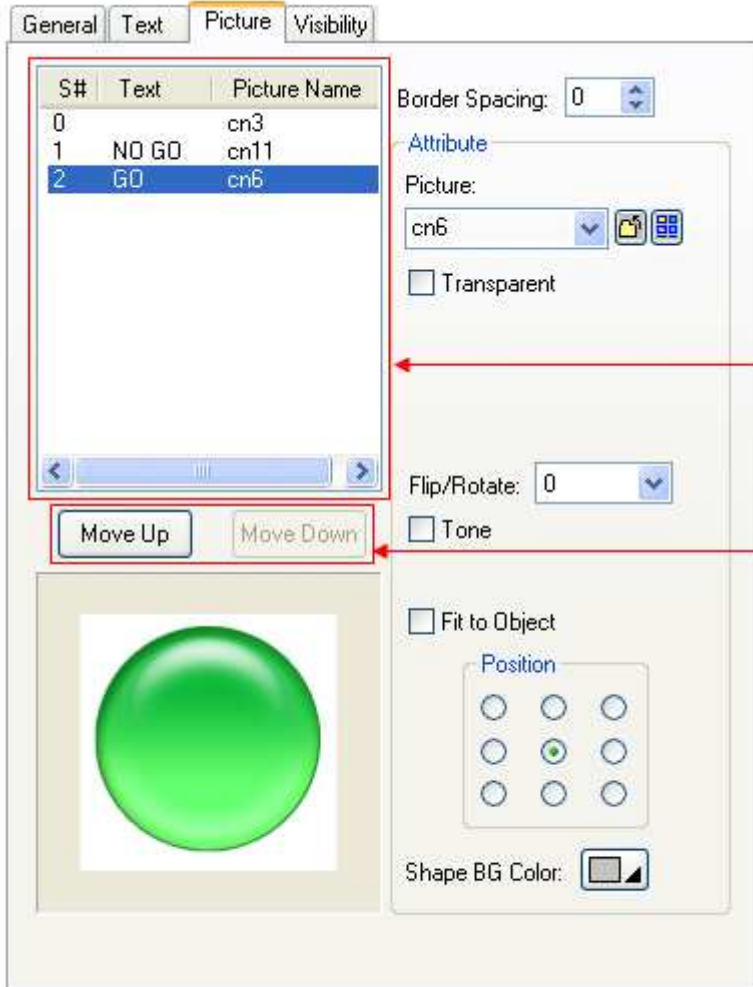 General Text Picture Visibility
S# Text Picture Name
0 cn3
1 NO GO cn11
2 GO cn6
Move Up Move Down
Border Spacing: 0
Attribute
Picture:
cn6
Transparent
Flip/Rotate: 0
Tone
Fit to Object
Position
Shape BG Color: